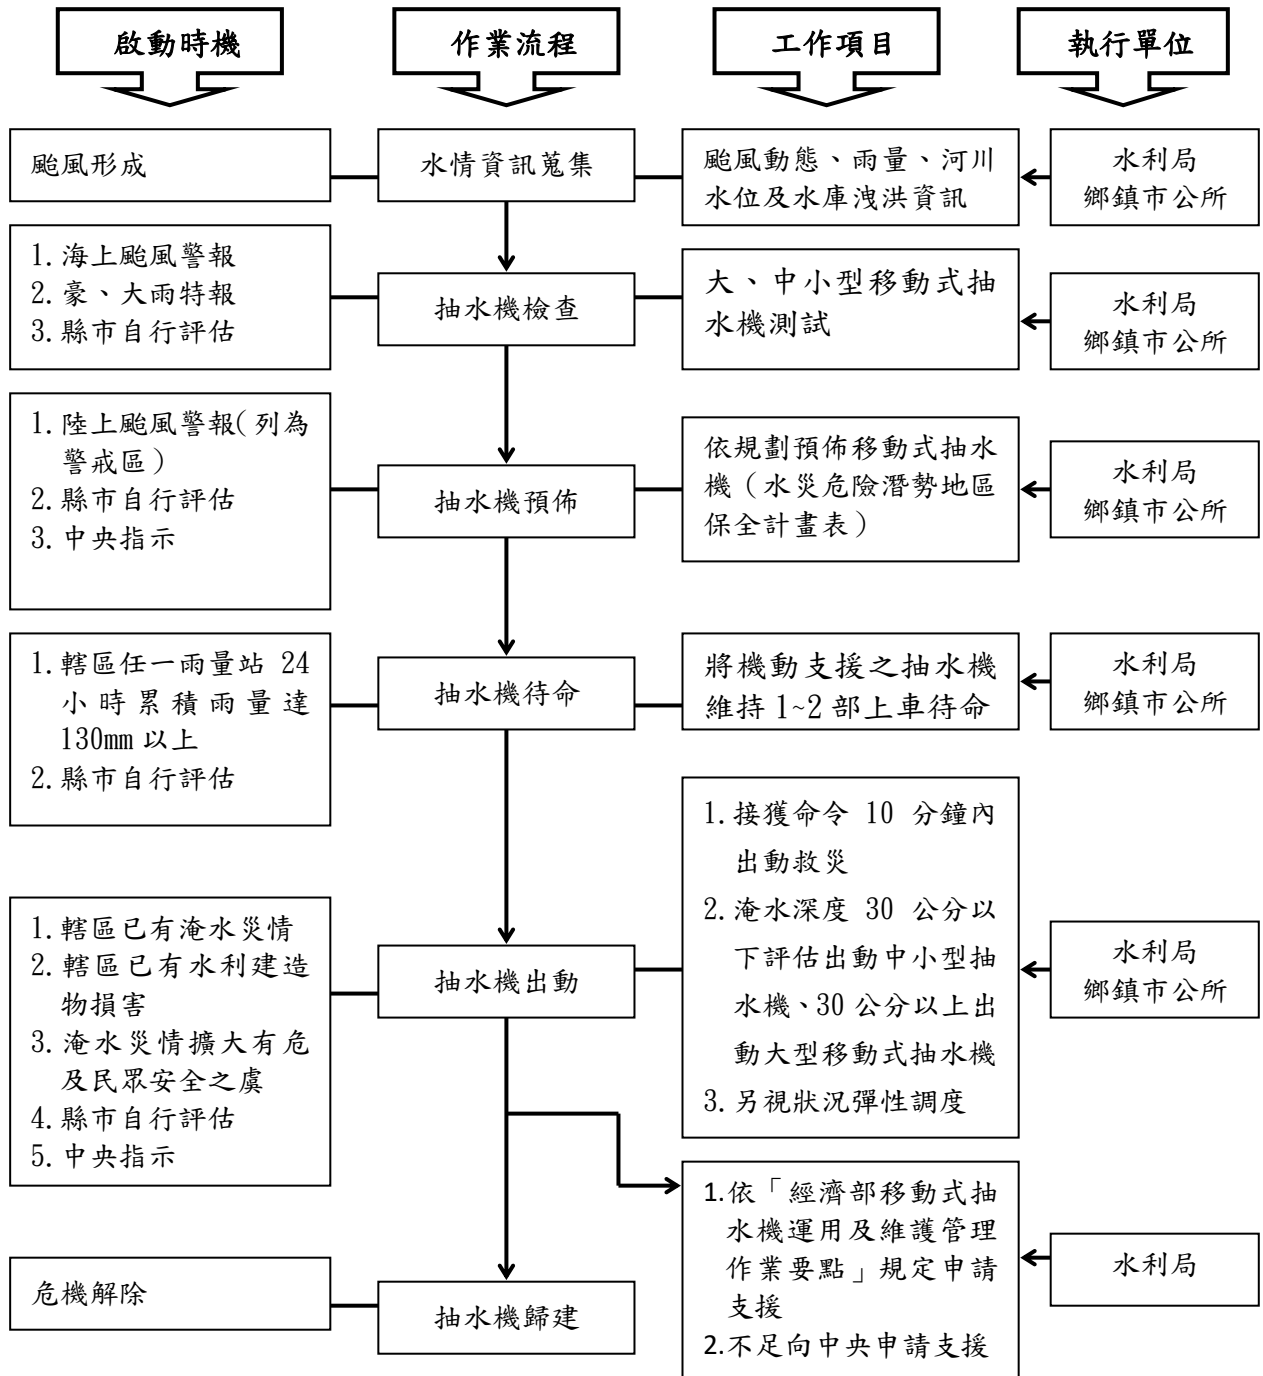 啟動時機
作業流程
工作項目
執行單位
颱風形成
水情資訊蒐集
颱風動態、雨量、河川
水位及水庫洩洪資訊
水利局
鄉鎮市公所
1.海上颱風警報
2.豪、大雨特報
3.縣市自行評估
抽水機檢查
大、中小型移動式抽
水機測試
水利局
鄉鎮市公所
1.陸上颱風警報(列為
警戒區)
2.縣市自行評估
3.中央指示
抽水機預佈
依規劃預佈移動式抽水
機(水災危險潛勢地區
保全計畫表)
水利局
鄉鎮市公所
1.轄區任一雨量站 24
小時累積雨量達
130mm 以上
2.縣市自行評估
抽水機待命
將機動支援之抽水機
維持 1~2 部上車待命
水利局
鄉鎮市公所
1.轄區已有淹水災情
2.轄區已有水利建造
物損害
3.淹水災情擴大有危
及民眾安全之虞
4.縣市自行評估
5.中央指示
抽水機出動
1.接獲命令 10 分鐘內
出動救災
2.淹水深度 30 公分以
下評估出動中小型抽
水機、30 公分以上出
動大型移動式抽水機
3.另視狀況彈性調度
水利局
鄉鎮市公所
1.依「經濟部移動式抽
水機運用及維護管理
作業要點」規定申請
支援
2.不足向中央申請支援
水利局
危機解除
抽水機歸建